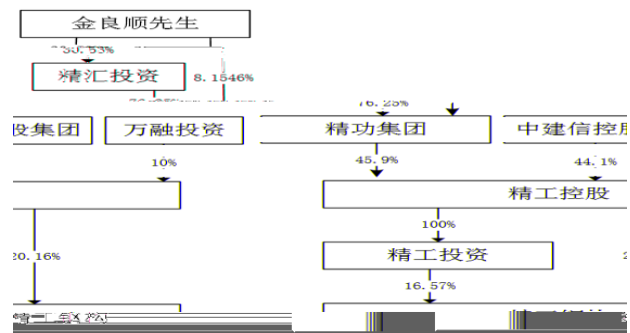 金良顺先生
精汇投资
8.1546%
76.25%
股集团 万融投资 精功集团 中建信控股
10% 45.9% 44.1%
精工控股
100%
20.16% 精工投资
16.57%